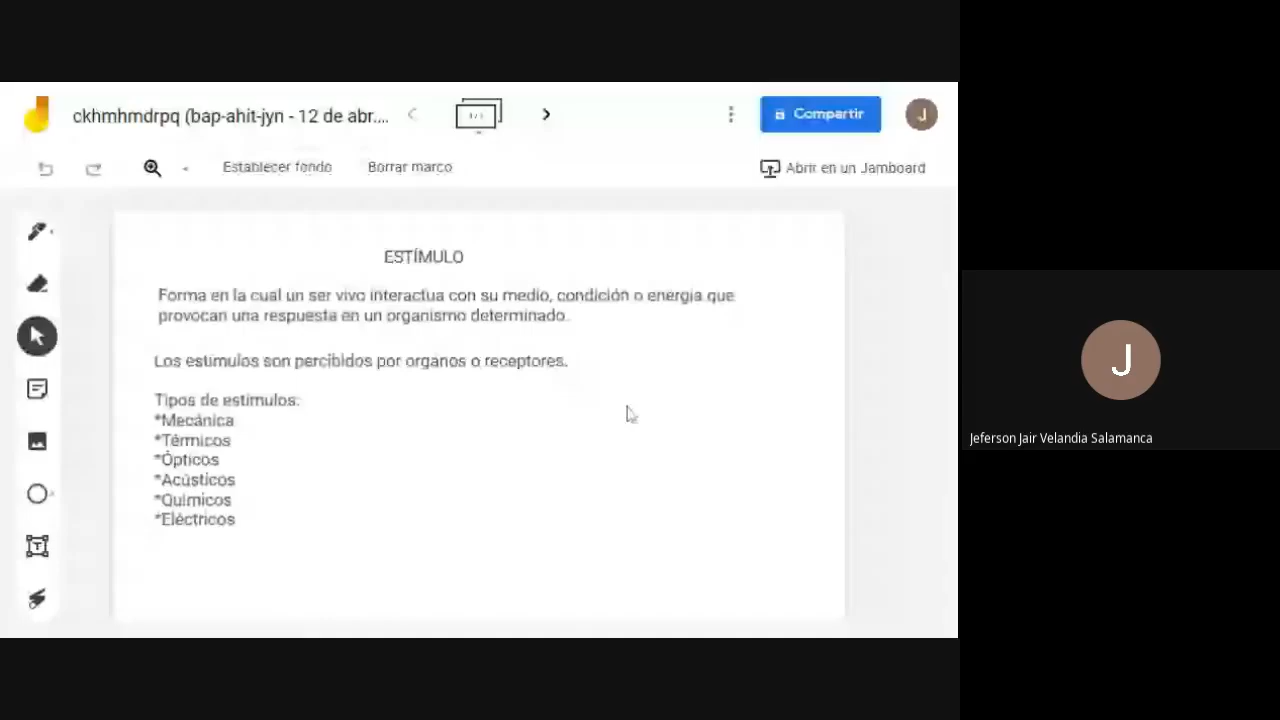 ckhmhmdrpq (bap-ahit-jyn - 12 de abr....
Compartir
J
Establecer fondo
Borrar marco
Abrir en un Jamboard
ESTÍMULO
Forma en la cual un ser vivo interactua con su medio, condición o energia que
provocan una respuesta en un organismo determinado.
Los estimulos son percibidos por organos o receptores.
Tipos de estimulos:
*Mecánica
*Térmicos
*Ópticos
*Acústicos
*Químicos
*Eléctricos
J
Jeferson Jair Velandia Salamanca